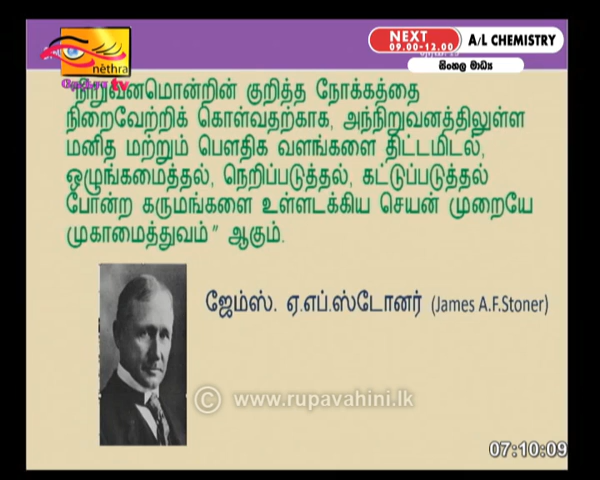 NEXT
09.00-12.00
A/L CHEMISTRY
සිංහල මාධ්‍ය
nethra
tv
"நிறுவனமொன்றின் குறித்த நோக்கத்தை
நிறைவேற்றிக் கொள்வதற்காக, அந்நிறுவனத்திலுள்ள
மனித மற்றும் பௌதிக வளங்களை திட்டமிடல்,
ஒழுங்கமைத்தல், நெறிப்படுத்தல், கட்டுப்படுத்தல்
போன்ற கருமங்களை உள்ளடக்கிய செயன் முறையே
முகாமைத்துவம்" ஆகும்.
ஜேம்ஸ். ஏ.எப்.ஸ்டோனர் (James A.F.Stoner)
© www.rupavahini.lk
07:10:09